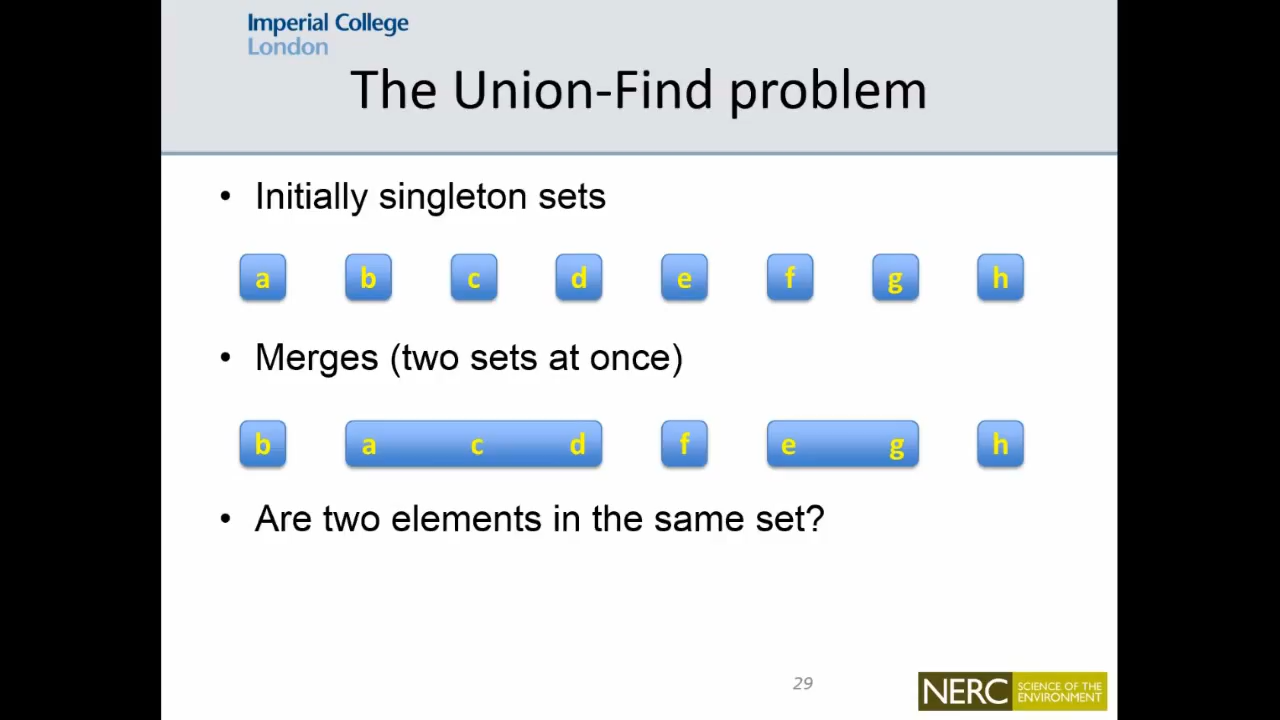 Imperial College
London
The Union-Find problem
• Initially singleton sets
a b c d e f g h
• Merges (two sets at once)
b a c d f e g h
• Are two elements in the same set?
29
NERC SCIENCE OF THE
ENVIRONMENT